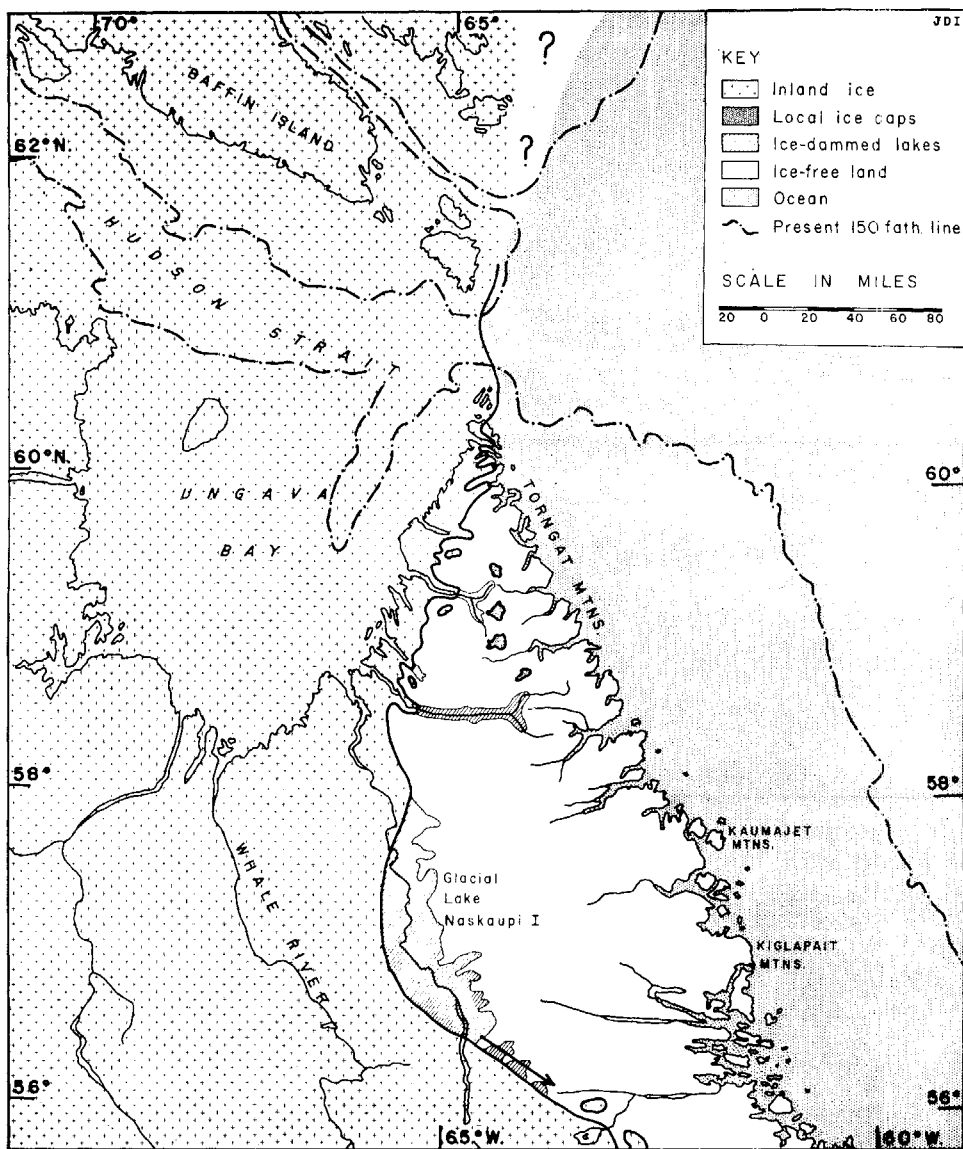 70°
65°
JDI
KEY
Inland ice
Local ice caps
Ice-dammed lakes
Ice-free land
Ocean
Present 150 fath. line
SCALE IN MILES
20 0 20 40 60 80
BAFFIN ISLAND
?
?
62°N.
HUDSON STRAIT
60°N.
60°
UNGAVA
BAY
TORNGAT MTNS
58°
58°
KAUMAJET
MTNS.
WHALE RIVER
Glacial
Lake
Naskaupi I
KIGLAPAIT
MTNS.
56°
56°
65°W.
60°W.